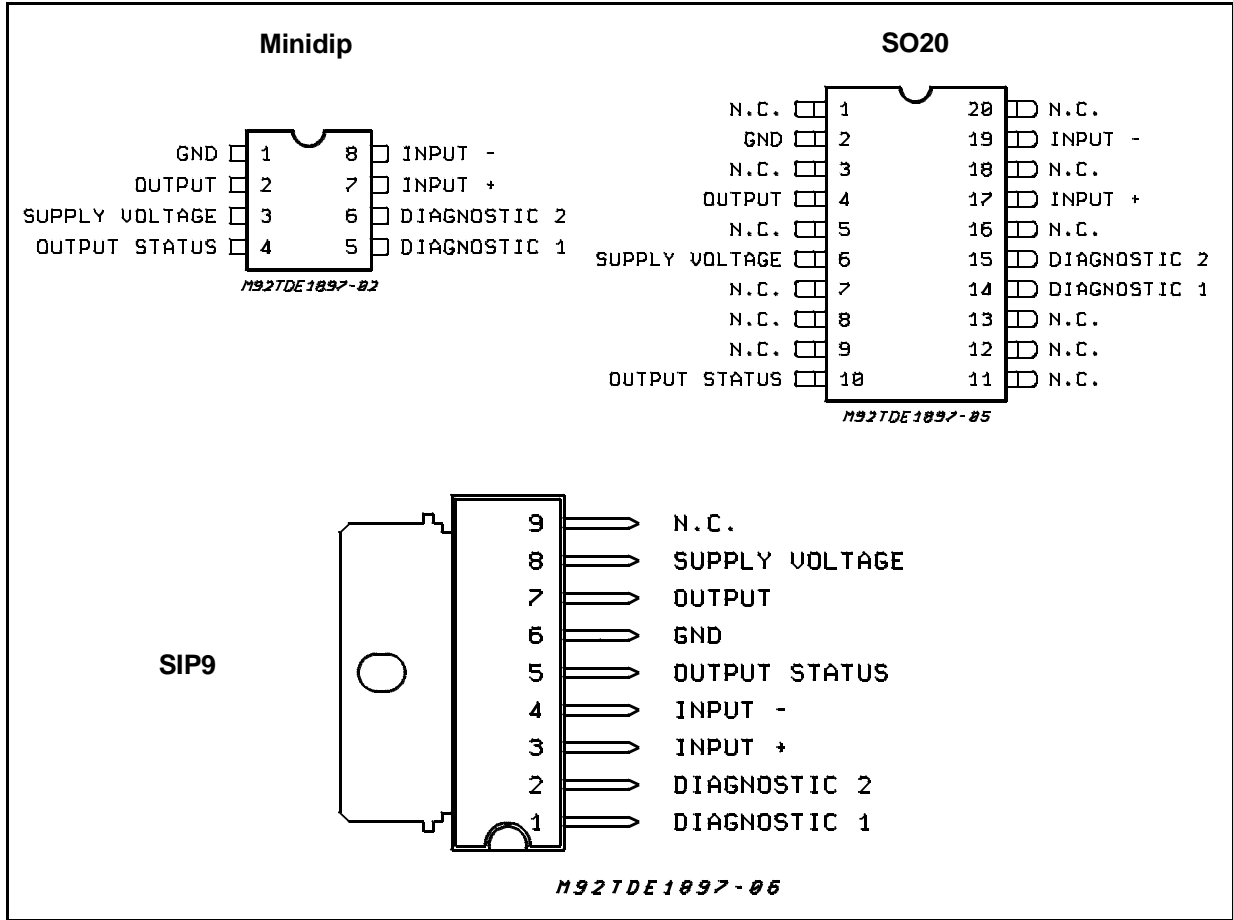 Minidip
GND 1 8 INPUT -
OUTPUT 2 7 INPUT +
SUPPLY VOLTAGE 3 6 DIAGNOSTIC 2
OUTPUT STATUS 4 5 DIAGNOSTIC 1
M92TDE1897-02
SO20
N.C. 1 20 N.C.
GND 2 19 INPUT -
N.C. 3 18 N.C.
OUTPUT 4 17 INPUT +
N.C. 5 16 N.C.
SUPPLY VOLTAGE 6 15 DIAGNOSTIC 2
N.C. 7 14 DIAGNOSTIC 1
N.C. 8 13 N.C.
N.C. 9 12 N.C.
OUTPUT STATUS 10 11 N.C.
M92TDE1897-05
SIP9
9 N.C.
8 SUPPLY VOLTAGE
7 OUTPUT
6 GND
5 OUTPUT STATUS
4 INPUT -
3 INPUT +
2 DIAGNOSTIC 2
1 DIAGNOSTIC 1
M92TDE1897-06